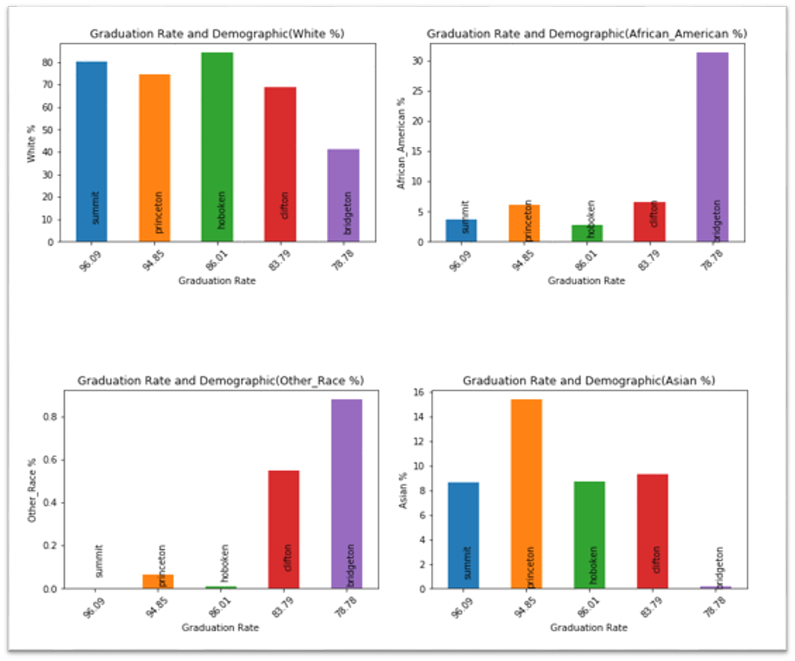 Graduation Rate and Demographic(White %)
White %
80
70
60
50
40
30
20
10
0
summit
princeton
hoboken
clifton
bridgeton
96.09
94.85
86.01
83.79
78.78
Graduation Rate
Graduation Rate and Demographic(African_American %)
African_American %
30
25
20
15
10
5
0
summit
princeton
hoboken
clifton
bridgeton
96.09
94.85
86.01
83.79
78.78
Graduation Rate
Graduation Rate and Demographic(Other_Race %)
Other_Race %
0.8
0.6
0.4
0.2
0.0
summit
princeton
hoboken
clifton
bridgeton
96.09
94.85
86.01
83.79
78.78
Graduation Rate
Graduation Rate and Demographic(Asian %)
Asian %
16
14
12
10
8
6
4
2
0
summit
princeton
hoboken
clifton
bridgeton
96.09
94.85
86.01
83.79
78.78
Graduation Rate